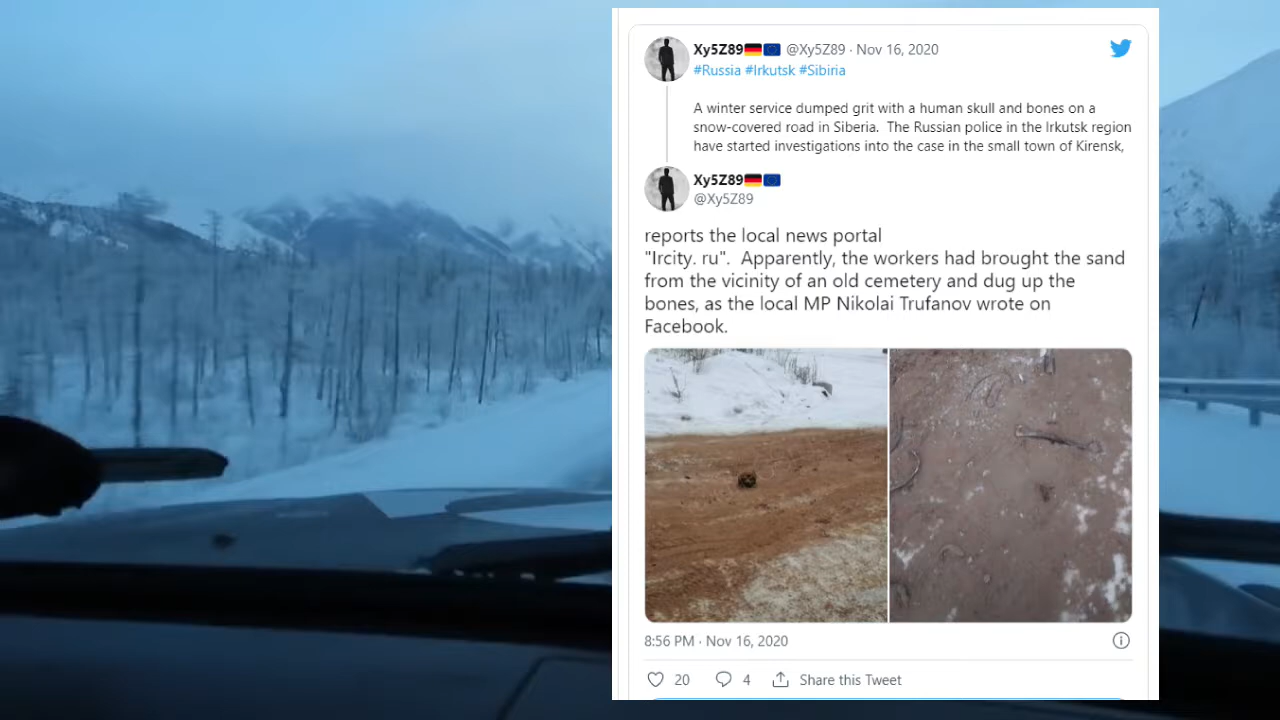 Xy5Z89🇩🇪🇪🇺 @Xy5Z89 · Nov 16, 2020
#Russia #Irkutsk #Sibiria
A winter service dumped grit with a human skull and bones on a
snow-covered road in Siberia.  The Russian police in the Irkutsk region
have started investigations into the case in the small town of Kirensk,
Xy5Z89🇩🇪🇪🇺
@Xy5Z89
reports the local news portal
"Ircity. ru".  Apparently, the workers had brought the sand
from the vicinity of an old cemetery and dug up the
bones, as the local MP Nikolai Trufanov wrote on
Facebook.
8:56 PM · Nov 16, 2020
20 4 Share this Tweet